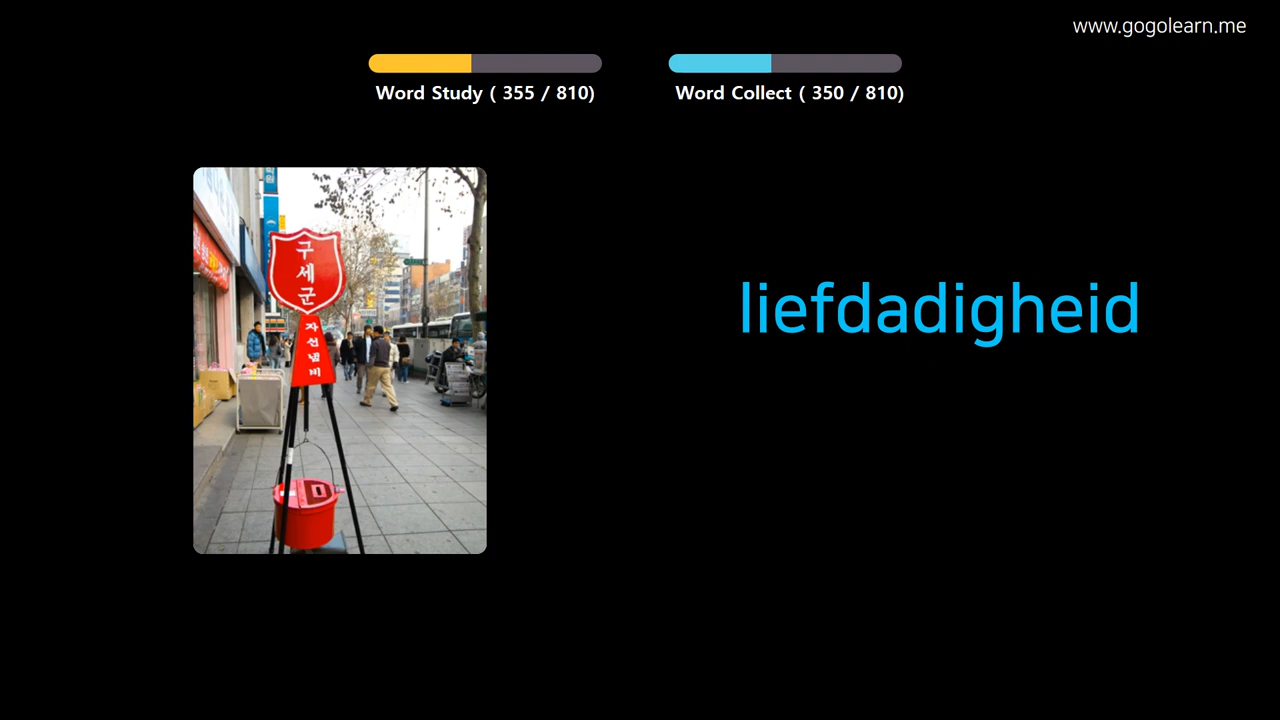 www.gogolearn.me
Word Study ( 355 / 810)
Word Collect ( 350 / 810)
구세군
자선냄비
liefdadigheid